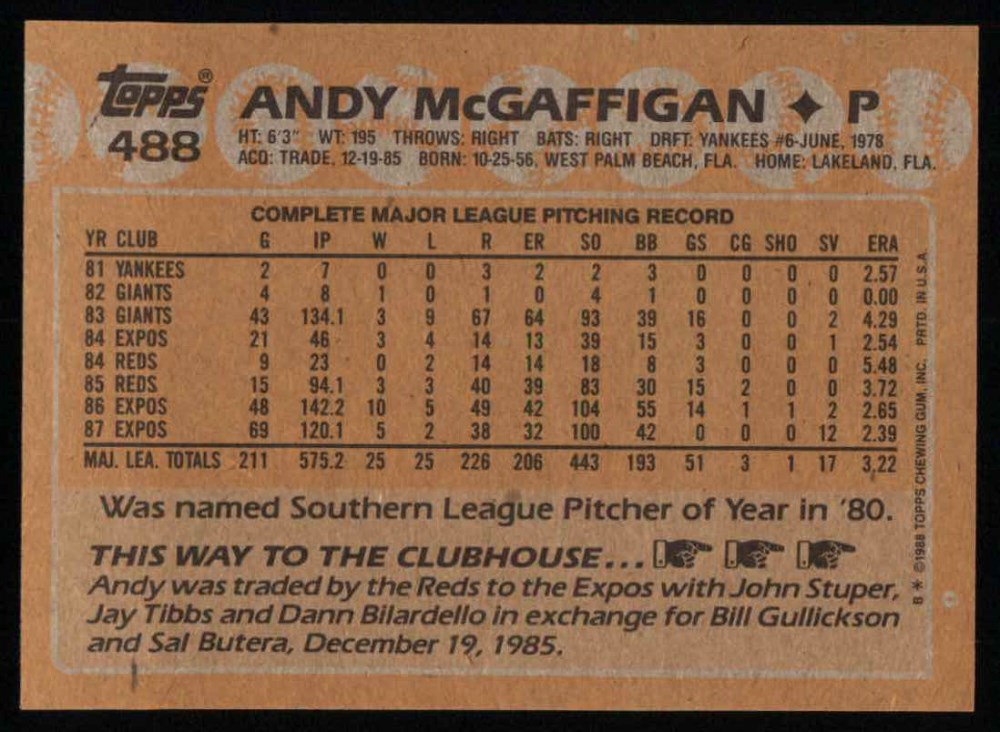 Topps®
488
ANDY McGAFFIGAN ✦ P
HT: 6'3" WT: 195 THROWS: RIGHT BATS: RIGHT DRFT: YANKEES #6-JUNE, 1978
ACQ: TRADE, 12-19-85 BORN: 10-25-56, WEST PALM BEACH, FLA. HOME: LAKELAND, FLA.
COMPLETE MAJOR LEAGUE PITCHING RECORD
YR CLUB G IP W L R ER SO BB GS CG SHO SV ERA
81 YANKEES 2 7 0 0 3 2 2 3 0 0 0 0 2.57
82 GIANTS 4 8 1 0 1 0 4 1 0 0 0 0 0.00
83 GIANTS 43 134.1 3 9 67 64 93 39 16 0 0 2 4.29
84 EXPOS 21 46 3 4 14 13 39 15 3 0 0 1 2.54
84 REDS 9 23 0 2 14 14 18 8 3 0 0 0 5.48
85 REDS 15 94.1 3 3 40 39 83 30 15 2 0 0 3.72
86 EXPOS 48 142.2 10 5 49 42 104 55 14 1 1 2 2.65
87 EXPOS 69 120.1 5 2 38 32 100 42 0 0 0 12 2.39
MAJ. LEA. TOTALS 211 575.2 25 25 226 206 443 193 51 3 1 17 3.22
Was named Southern League Pitcher of Year in '80.
THIS WAY TO THE CLUBHOUSE...
Andy was traded by the Reds to the Expos with John Stuper,
Jay Tibbs and Dann Bilardello in exchange for Bill Gullickson
and Sal Butera, December 19, 1985.
B * ©1988 TOPPS CHEWING GUM, INC. PRTD. IN U.S.A.